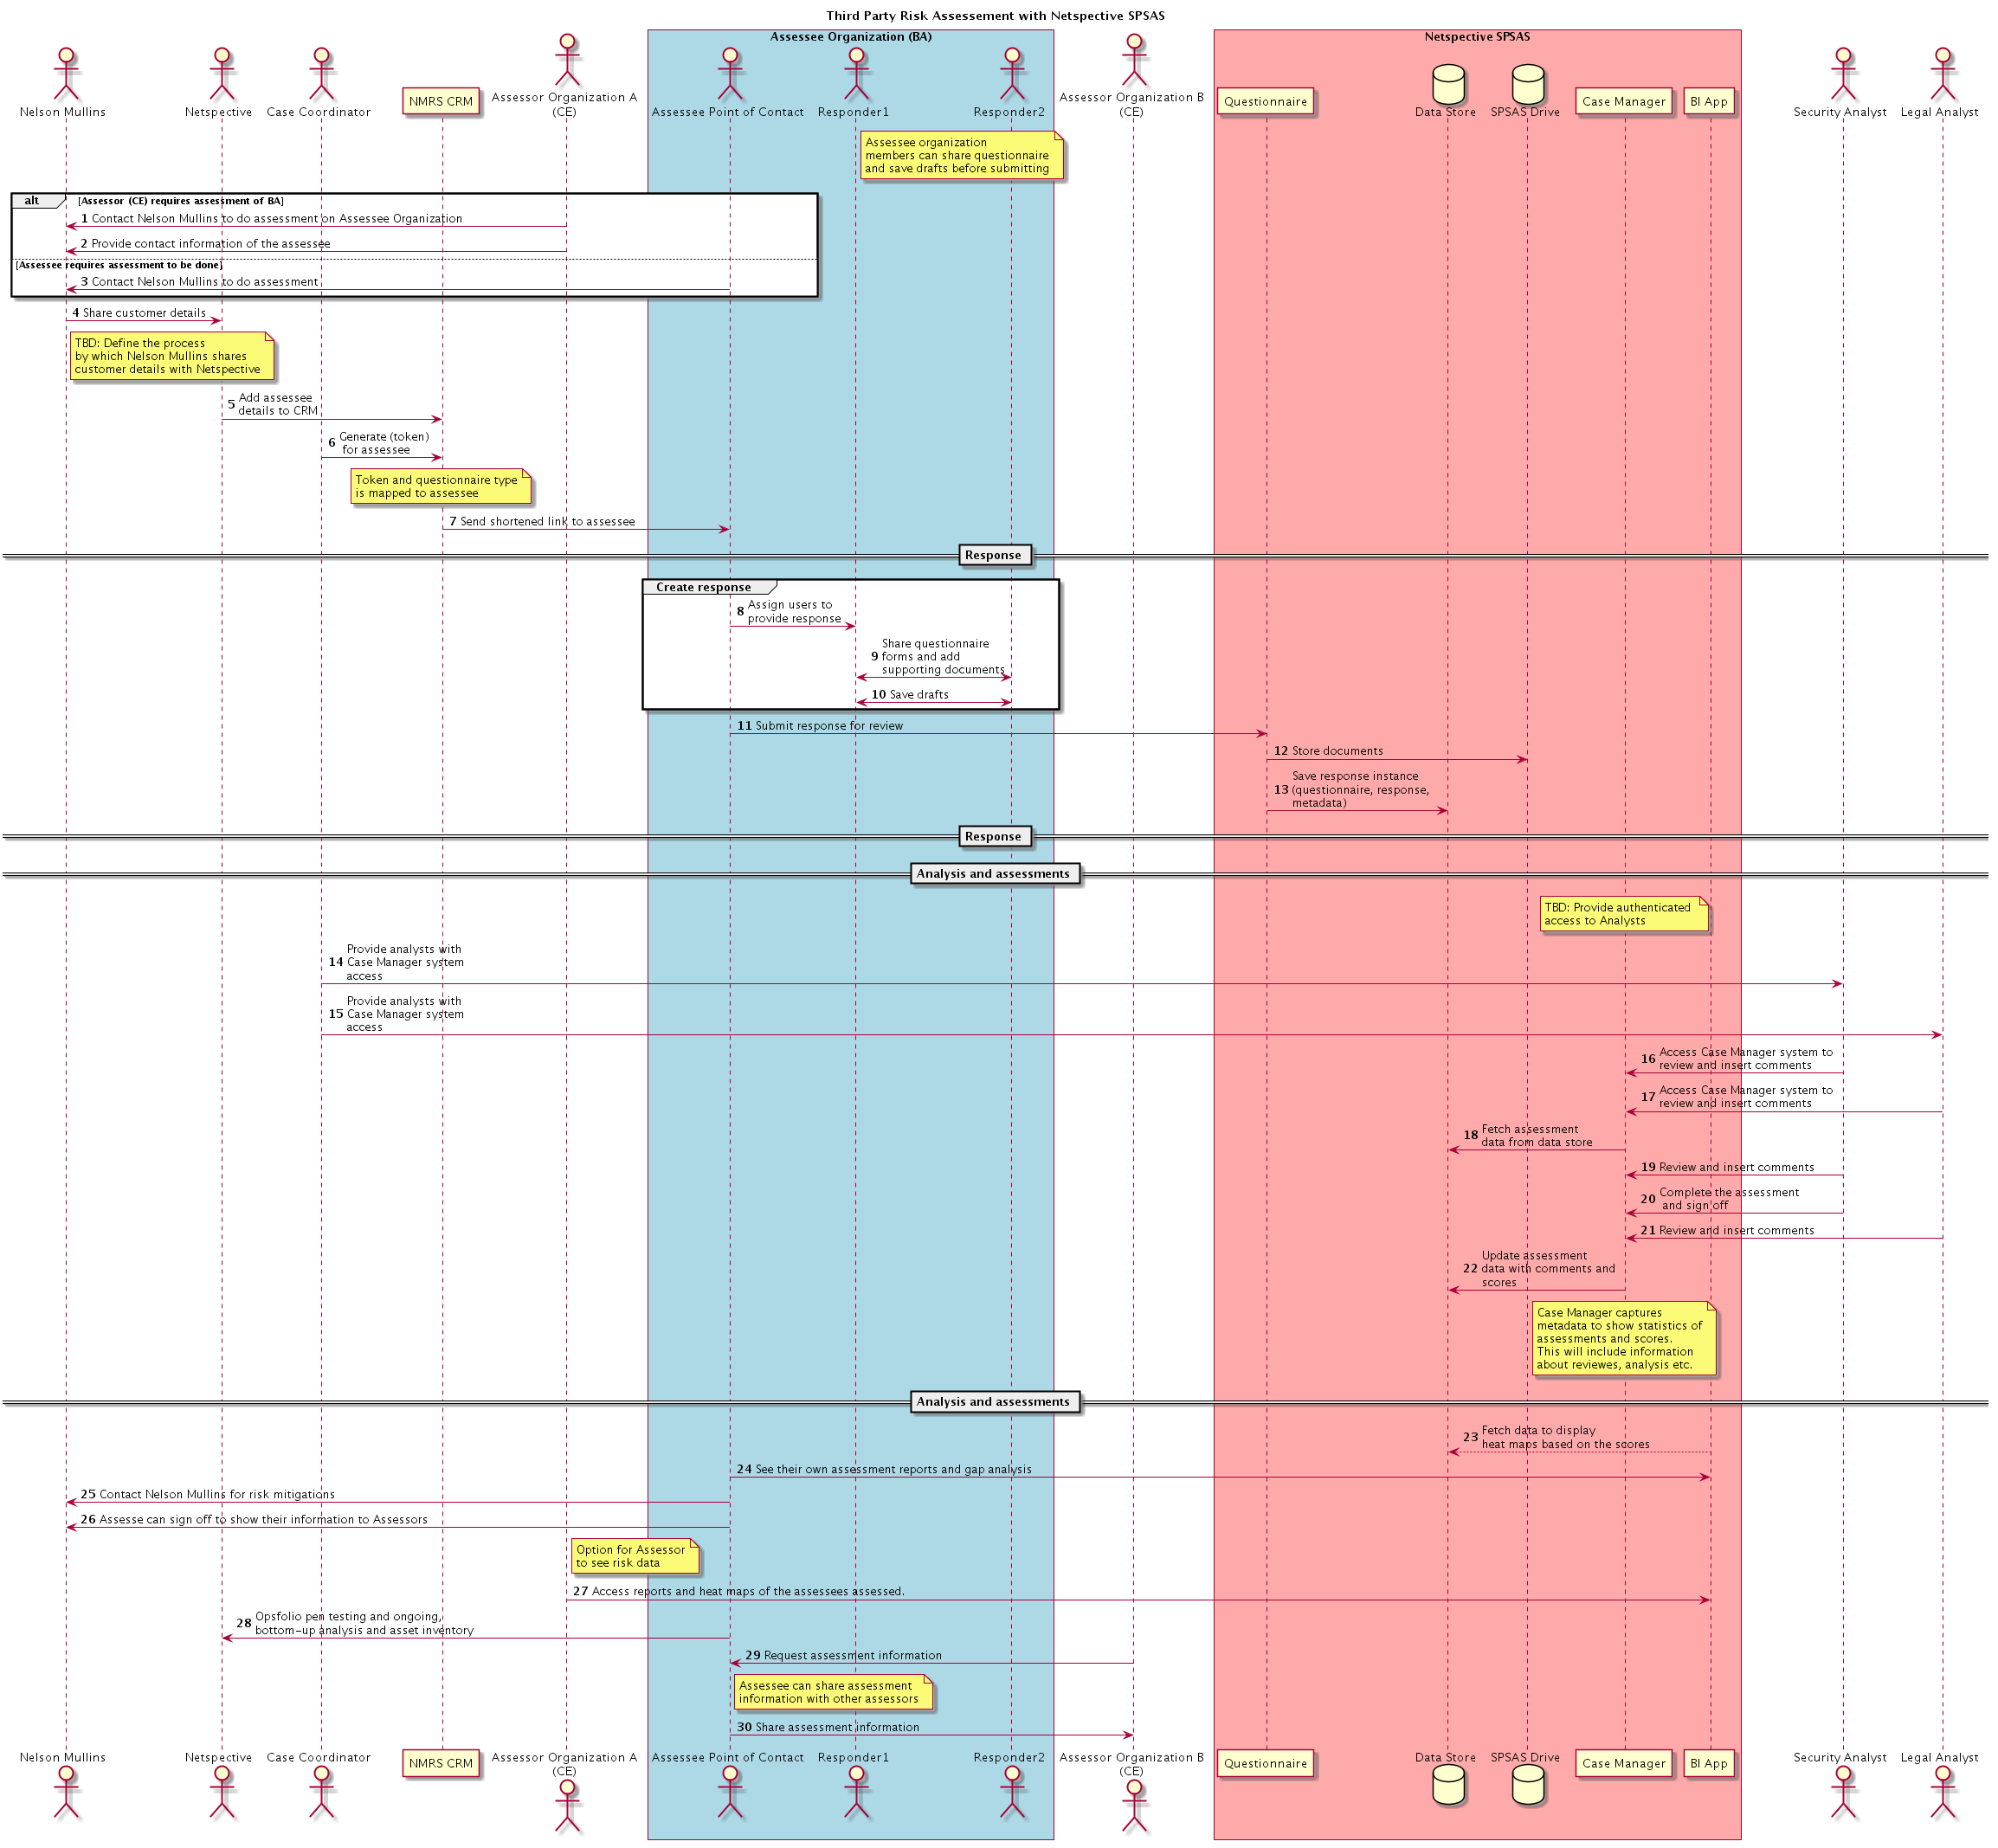 Third Party Risk Assessement with Netspective SPSAS
Assessee Organization (BA)
Netspective SPSAS
Nelson Mullins
Netspective
Case Coordinator
NMRS CRM
Assessor Organization A
(CE)
Assessee Point of Contact
Responder1
Responder2
Assessor Organization B
(CE)
Questionnaire
Data Store
SPSAS Drive
Case Manager
BI App
Security Analyst
Legal Analyst
Assessee organization
members can share questionnaire
and save drafts before submitting
alt [Assessor (CE) requires assessment of BA]
1 Contact Nelson Mullins to do assessment on Assessee Organization
2 Provide contact information of the assessee
[Assessee requires assessment to be done]
3 Contact Nelson Mullins to do assessment
4 Share customer details
TBD: Define the process
by which Nelson Mullins shares
customer details with Netspective
5 Add assessee
details to CRM
6 Generate (token)
for assessee
Token and questionnaire type
is mapped to assessee
7 Send shortened link to assessee
Response
Create response
8 Assign users to
provide response
Share questionnaire
9 forms and add
supporting documents
10 Save drafts
11 Submit response for review
12 Store documents
Save response instance
13 (questionnaire, response,
metadata)
Response
Analysis and assessments
TBD: Provide authenticated
access to Analysts
Provide analysts with
14 Case Manager system
access
Provide analysts with
15 Case Manager system
access
16 Access Case Manager system to
review and insert comments
17 Access Case Manager system to
review and insert comments
18 Fetch assessment
data from data store
19 Review and insert comments
20 Complete the assessment
and sign off
21 Review and insert comments
Update assessment
22 data with comments and
scores
Case Manager captures
metadata to show statistics of
assessments and scores.
This will include information
about reviewes, analysis etc.
Analysis and assessments
23 Fetch data to display
heat maps based on the scores
24 See their own assessment reports and gap analysis
25 Contact Nelson Mullins for risk mitigations
26 Assesse can sign off to show their information to Assessors
Option for Assessor
to see risk data
27 Access reports and heat maps of the assessees assessed.
28 Opsfolio pen testing and ongoing,
bottom-up analysis and asset inventory
29 Request assessment information
Assessee can share assessment
information with other assessors
30 Share assessment information
Nelson Mullins
Netspective
Case Coordinator
NMRS CRM
Assessor Organization A
(CE)
Assessee Point of Contact
Responder1
Responder2
Assessor Organization B
(CE)
Questionnaire
Data Store
SPSAS Drive
Case Manager
BI App
Security Analyst
Legal Analyst